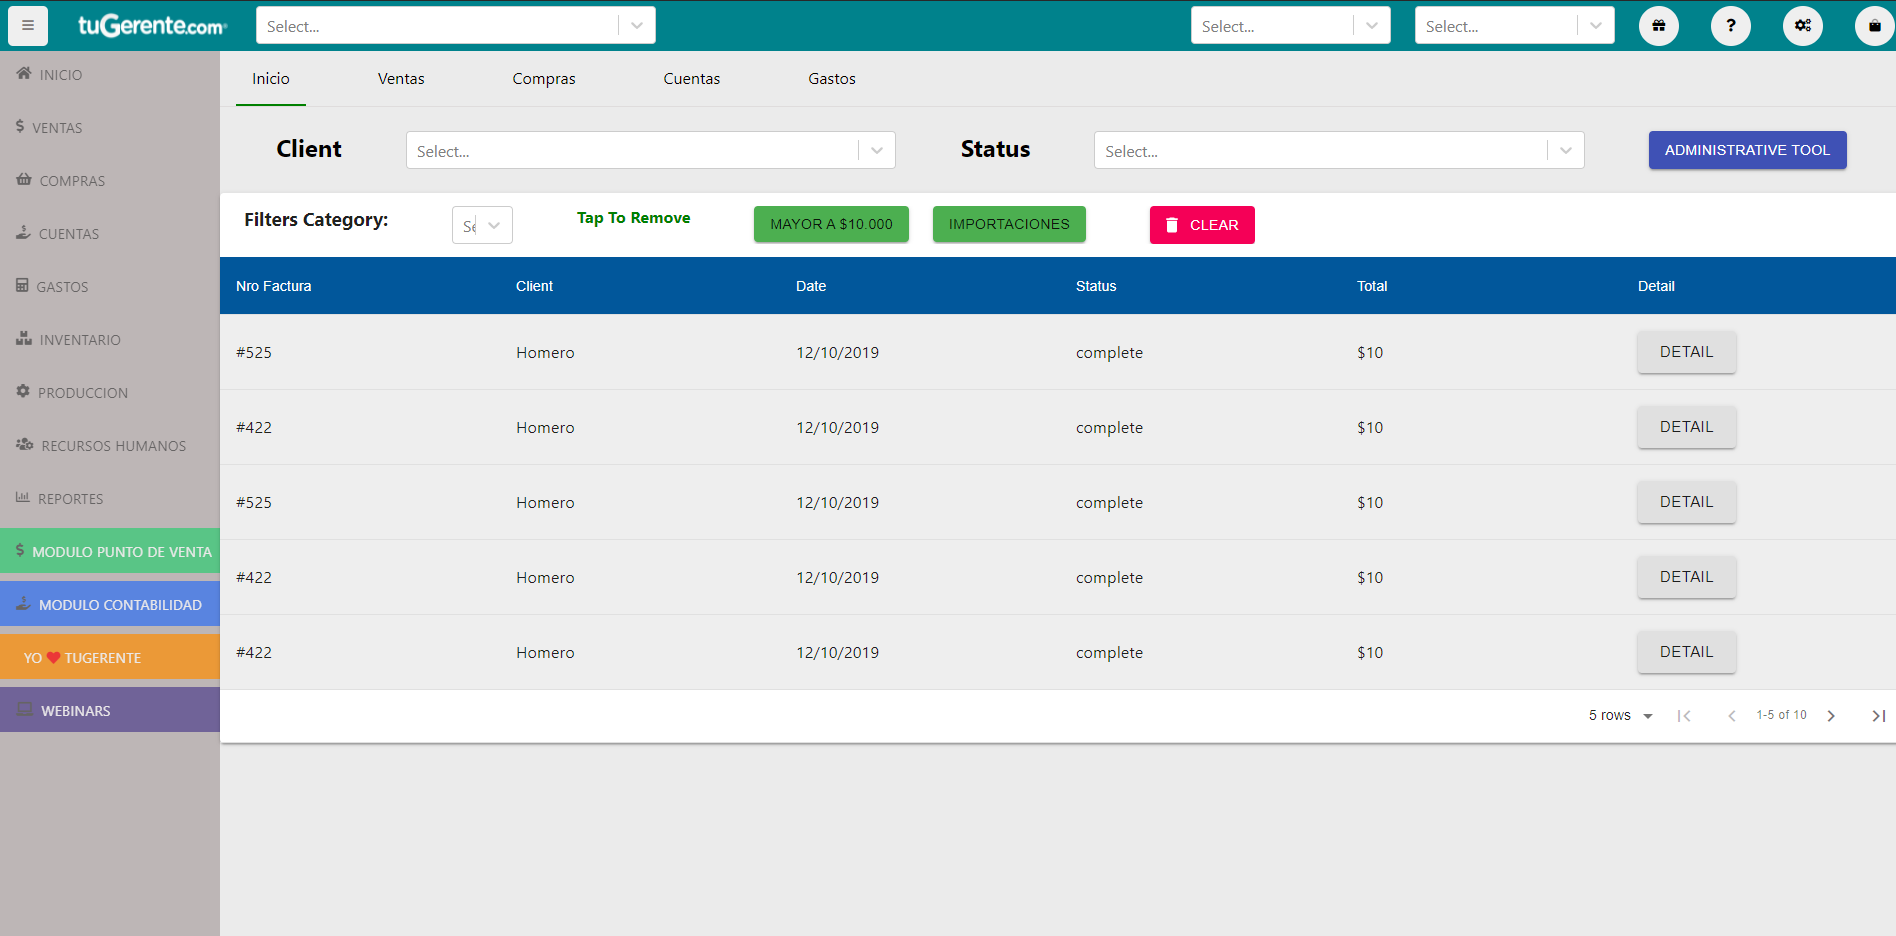 tuGerente.com
Select...
Select...
Select...
?
INICIO
VENTAS
COMPRAS
CUENTAS
GASTOS
INVENTARIO
PRODUCCION
RECURSOS HUMANOS
REPORTES
MODULO PUNTO DE VENTA
MODULO CONTABILIDAD
YO ❤ TUGERENTE
WEBINARS
Inicio Ventas Compras Cuentas Gastos
Client Select... Status Select... ADMINISTRATIVE TOOL
Filters Category: Tap To Remove MAYOR A $10.000 IMPORTACIONES CLEAR
Nro Factura Client Date Status Total Detail
#525 Homero 12/10/2019 complete $10 DETAIL
#422 Homero 12/10/2019 complete $10 DETAIL
#525 Homero 12/10/2019 complete $10 DETAIL
#422 Homero 12/10/2019 complete $10 DETAIL
#422 Homero 12/10/2019 complete $10 DETAIL
5 rows 1-5 of 10